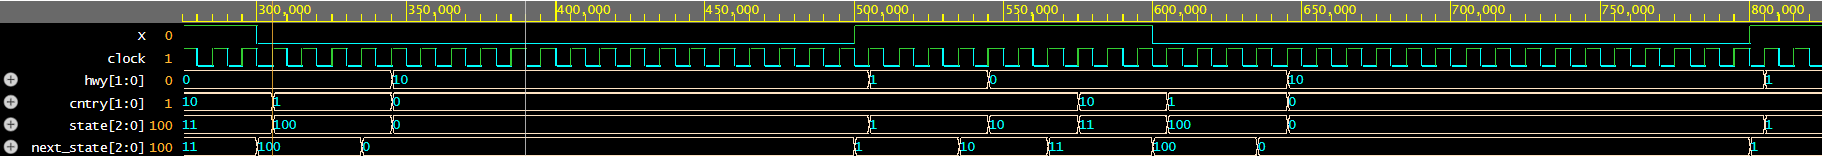 300,000 350,000 400,000 450,000 500,000 550,000 600,000 650,000 700,000 750,000 800,000
X 0
clock 1
hwy[1:0] 0 0 10 1 0 10 1
cntry[1:0] 1 10 1 0 10 1 0
state[2:0] 100 11 100 0 1 10 11 100 0 1
next_state[2:0] 100 11 100 0 1 10 11 100 0 1